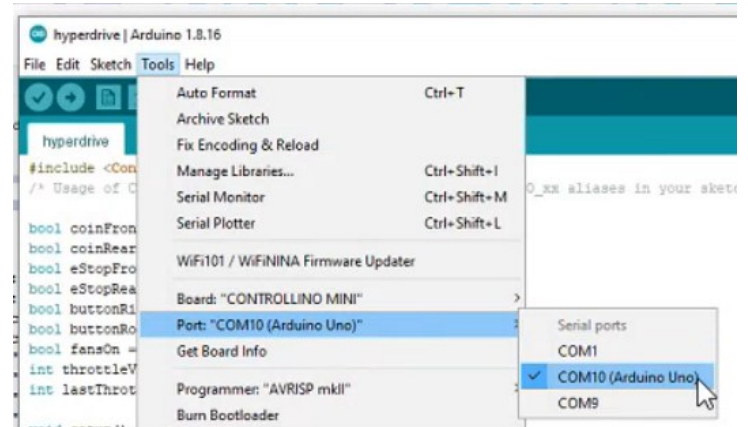 hyperdrive | Arduino 1.8.16
File Edit Sketch Tools Help
hyperdrive
#include <Con
/* Usage of C
O_xx aliases in your sketc
bool coinFron
bool coinRear
bool eStopFro
bool eStopRea
bool buttonRi
bool buttonRo
bool fansOn =
int throttleV
int lastThrot
Auto Format Ctrl+T
Archive Sketch
Fix Encoding & Reload
Manage Libraries... Ctrl+Shift+I
Serial Monitor Ctrl+Shift+M
Serial Plotter Ctrl+Shift+L
WiFi101 / WiFiNINA Firmware Updater
Board: "CONTROLLINO MINI"
Port: "COM10 (Arduino Uno)"
Get Board Info
Programmer: "AVRISP mkII"
Burn Bootloader
Serial ports
COM1
COM10 (Arduino Uno)
COM9